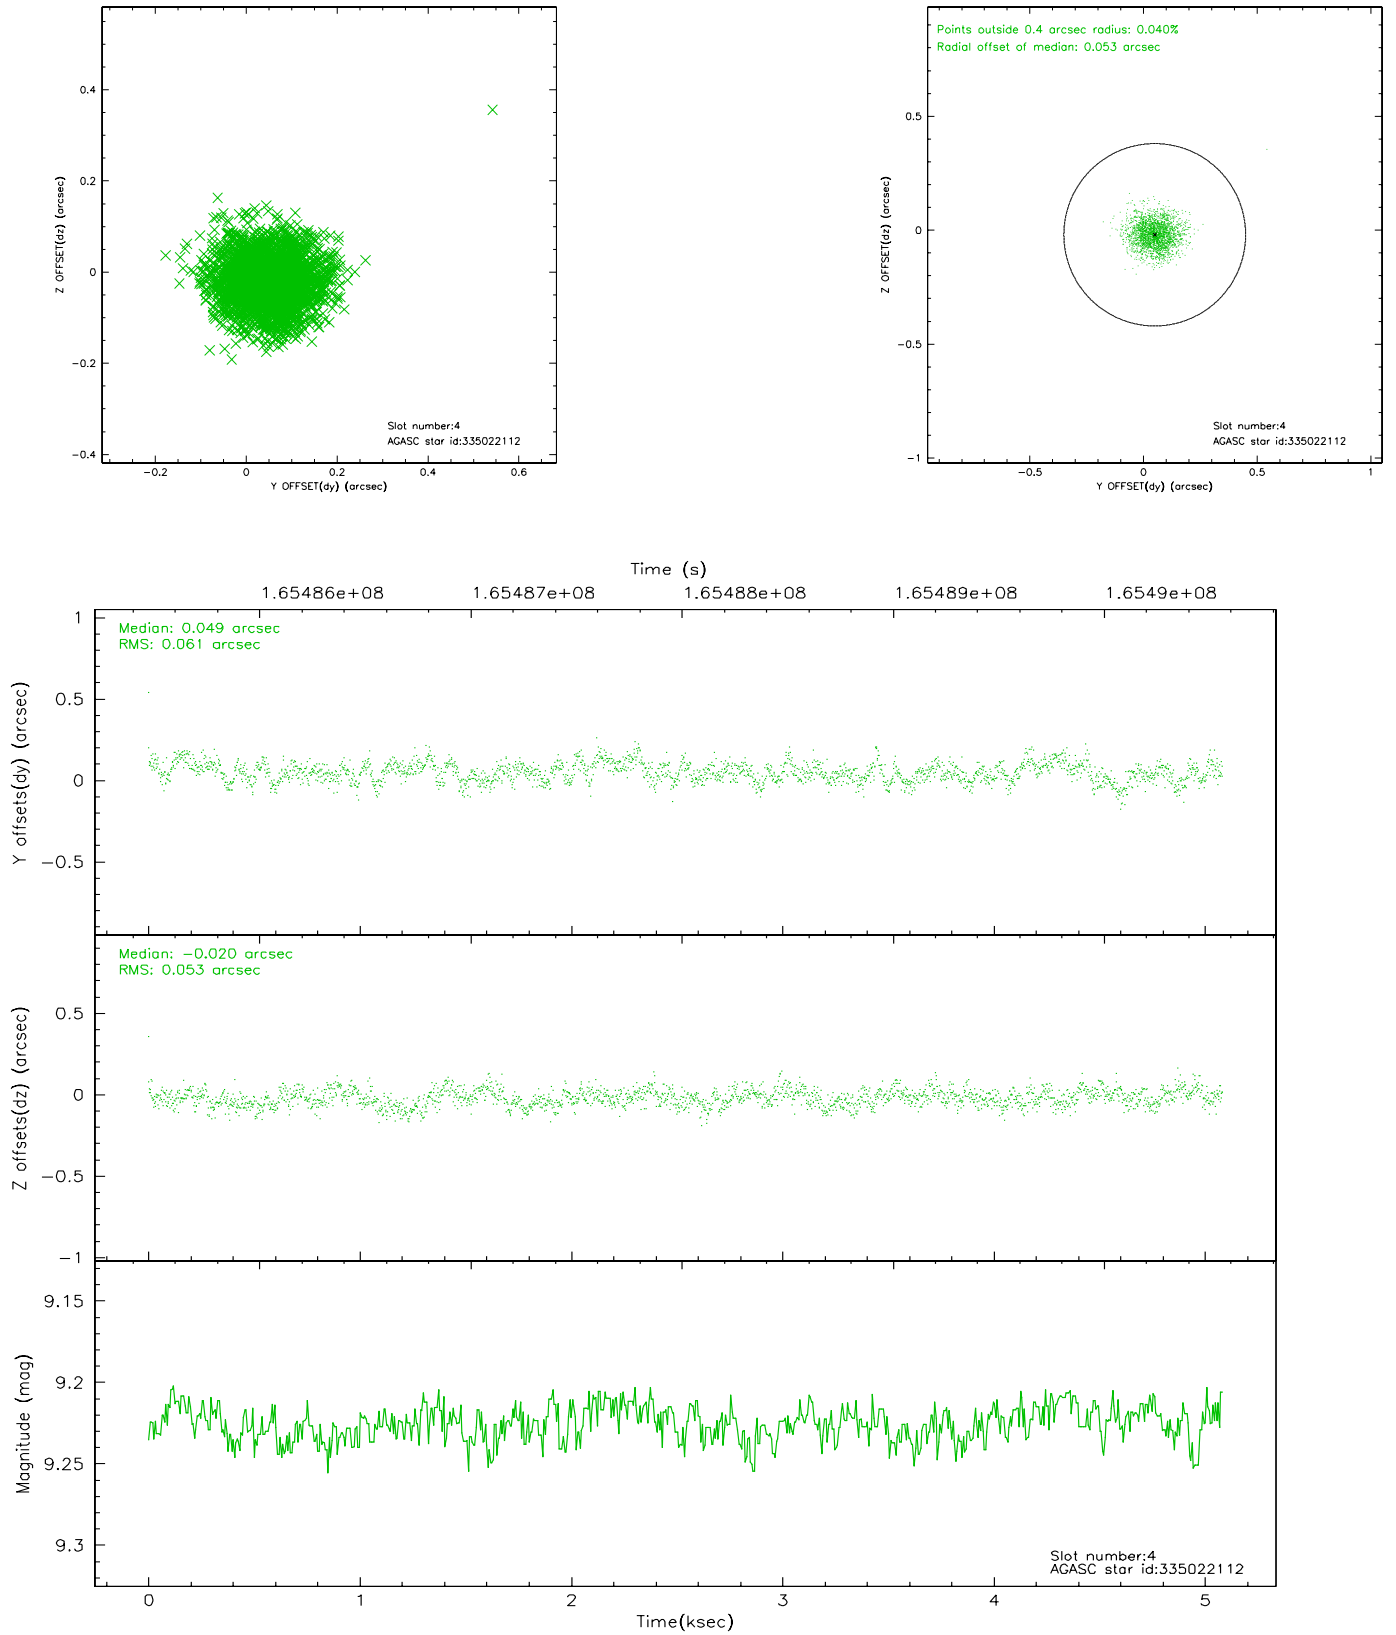 0.4
0.2
0
−0.2
−0.4
Z OFFSET(dz) (arcsec)
Slot number:4
AGASC star id:335022112
−0.2 0 0.2 0.4 0.6
Y OFFSET(dy) (arcsec)
Points outside 0.4 arcsec radius: 0.040%
Radial offset of median: 0.053 arcsec
0.5
0
−0.5
−1
Z OFFSET(dz) (arcsec)
Slot number:4
AGASC star id:335022112
−0.5 0 0.5 1
Y OFFSET(dy) (arcsec)
Time (s)
1.65486e+08 1.65487e+08 1.65488e+08 1.65489e+08 1.6549e+08
Median: 0.049 arcsec
RMS: 0.061 arcsec
1
0.5
0
−0.5
Y offsets(dy) (arcsec)
Median: −0.020 arcsec
RMS: 0.053 arcsec
0.5
0
−0.5
−1
Z offsets(dz) (arcsec)
9.15
9.2
9.25
9.3
Magnitude (mag)
Slot number:4
AGASC star id:335022112
0 1 2 3 4 5
Time(ksec)